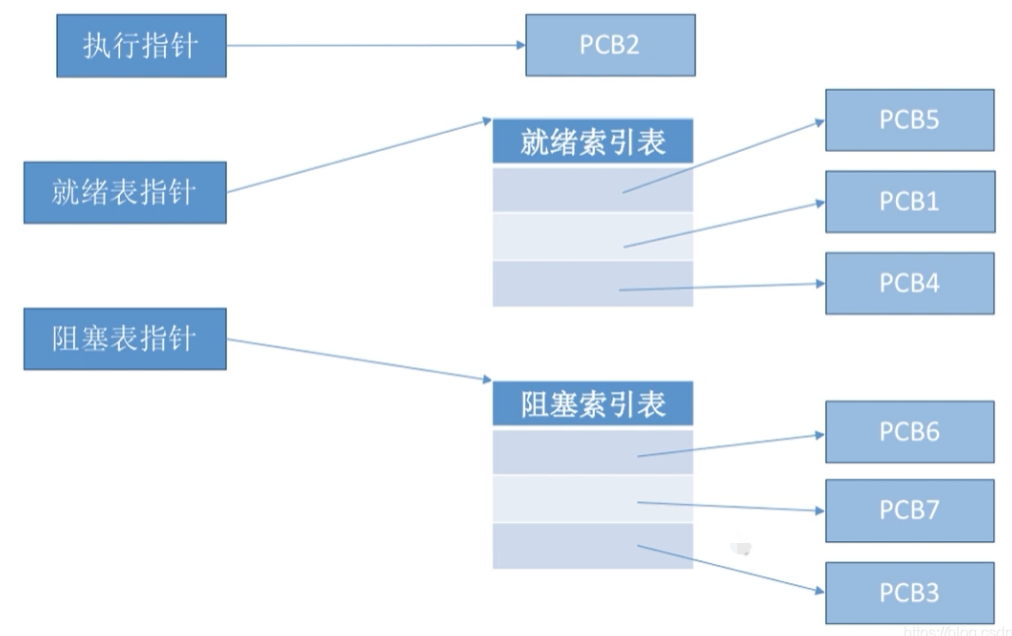 执行指针
PCB2
就绪表指针
就绪索引表
PCB5
PCB1
PCB4
阻塞表指针
阻塞索引表
PCB6
PCB7
PCB3
https://blog.csdn